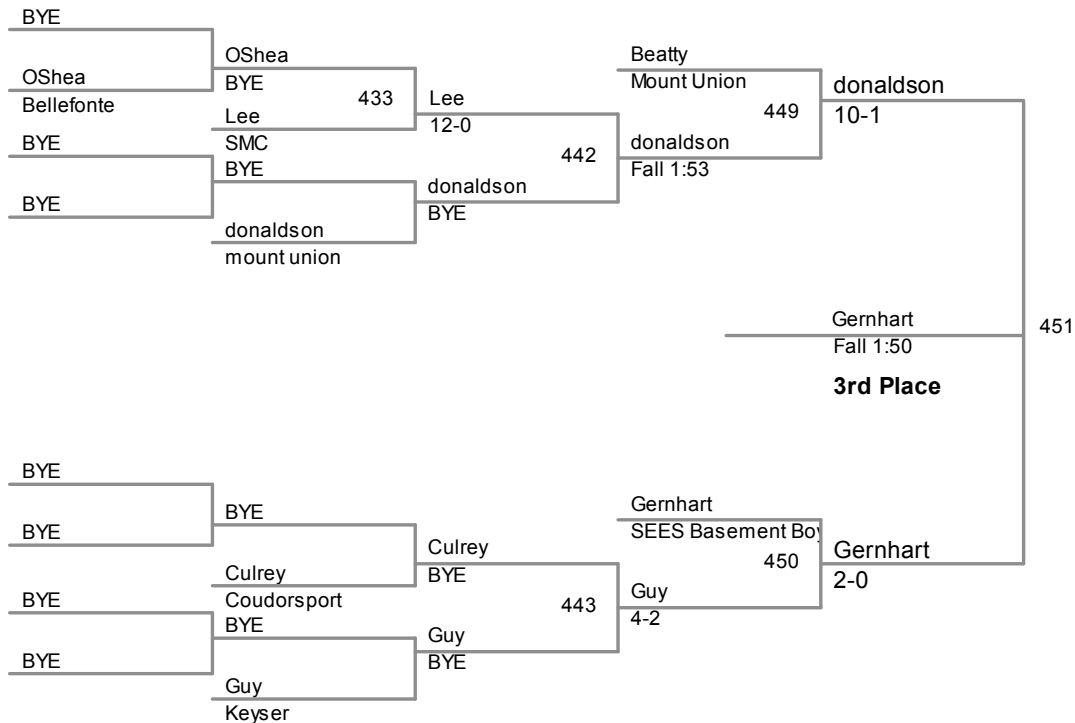 BYE
OShea
Beatty
OShea
BYE
Mount Union
donaldson
Bellefonte
433
Lee
449
10-1
Lee
12-0
SMC
BYE
BYE
442
donaldson
Fall 1:53
BYE
donaldson
BYE
donaldson
mount union
Gernhart
451
Fall 1:50
3rd Place
BYE
BYE
Gernhart
BYE
SEES Basement Boy
Culrey
450
Gernhart
Culrey
BYE
2-0
Coudorsport
BYE
443
Guy
BYE
4-2
BYE
Guy
BYE
Guy
Keyser